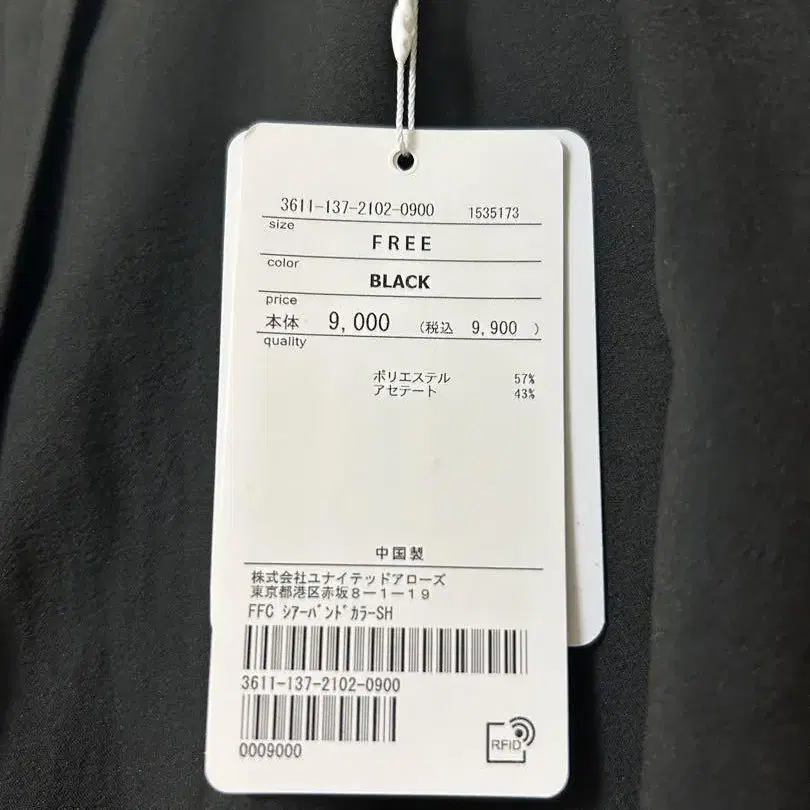 3611-137-2102-0900 1535173
size
FREE
color
BLACK
price
本体 9,000 (税込 9,900 )
quality
ポリエステル 57%
アセテート 43%
中国製
株式会社ユナイテッドアローズ
東京都港区赤坂8-1-19
FFC シアーバンドカラーSH
3611-137-2102-0900
0009000
RFID